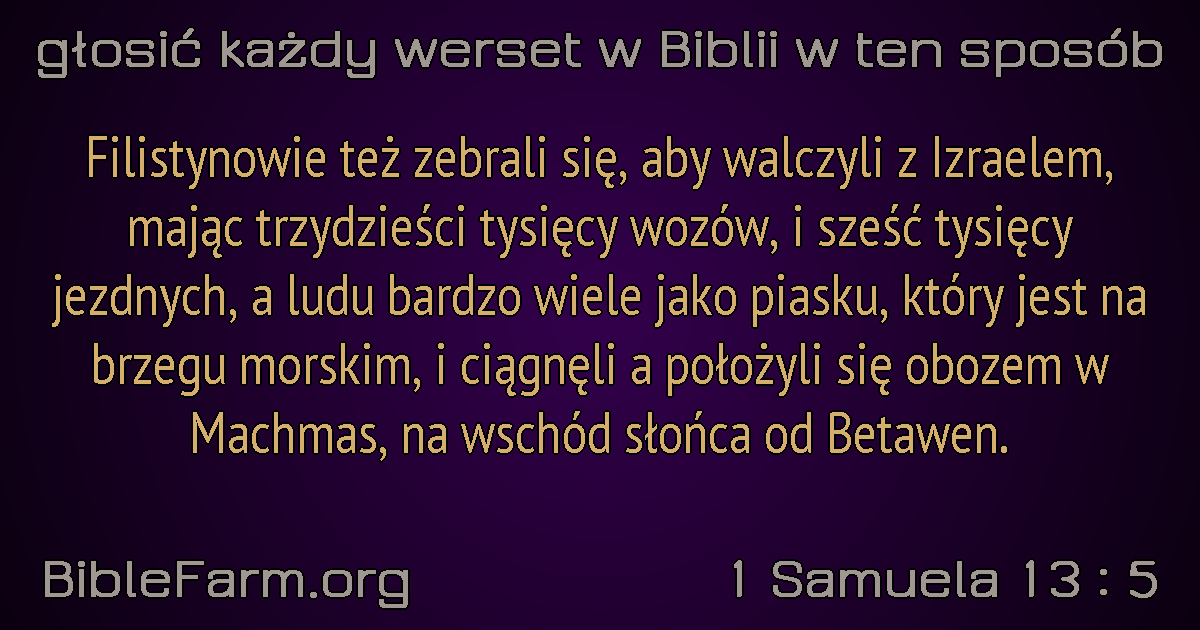 głosić każdy werset w Biblii w ten sposób
Filistynowie też zebrali się, aby walczyli z Izraelem,
mając trzydzieści tysięcy wozów, i sześć tysięcy
jezdnych, a ludu bardzo wiele jako piasku, który jest na
brzegu morskim, i ciągnęli a położyli się obozem w
Machmas, na wschód słońca od Betawen.
BibleFarm.org
1 Samuela 13 : 5